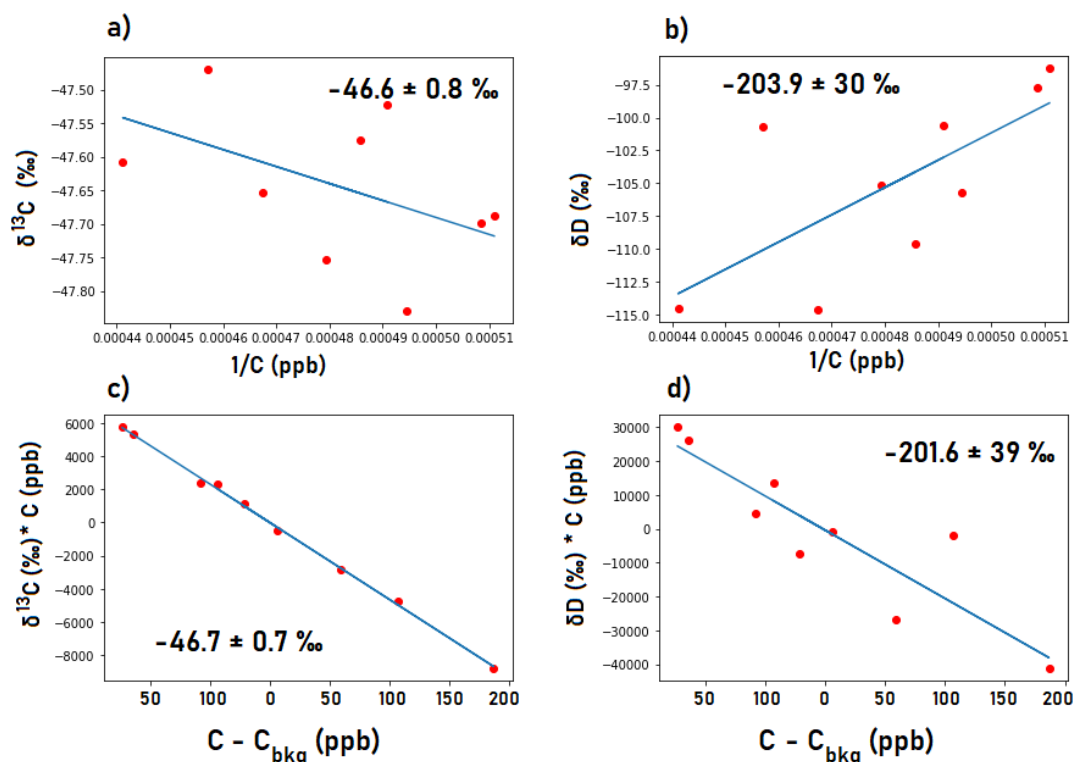 a)
−46.6 ± 0.8 ‰
−47.50
−47.55
−47.60
−47.65
−47.70
−47.75
−47.80
δ¹³C (‰)
0.00044 0.00045 0.00046 0.00047 0.00048 0.00049 0.00050 0.00051
1/C (ppb)
b)
−203.9 ± 30 ‰
−97.5
−100.0
−102.5
−105.0
−107.5
−110.0
−112.5
−115.0
δD (‰)
0.00044 0.00045 0.00046 0.00047 0.00048 0.00049 0.00050 0.00051
1/C (ppb)
c)
6000
4000
2000
0
−2000
−4000
−6000
−8000
δ¹³C (‰) * C (ppb)
−46.7 ± 0.7 ‰
50 100 0 50 100 150 200
C − C_bkg (ppb)
d)
−201.6 ± 39 ‰
30000
20000
10000
0
−10000
−20000
−30000
−40000
δD (‰) * C (ppb)
50 100 0 50 100 150 200
C − C_bkg (ppb)